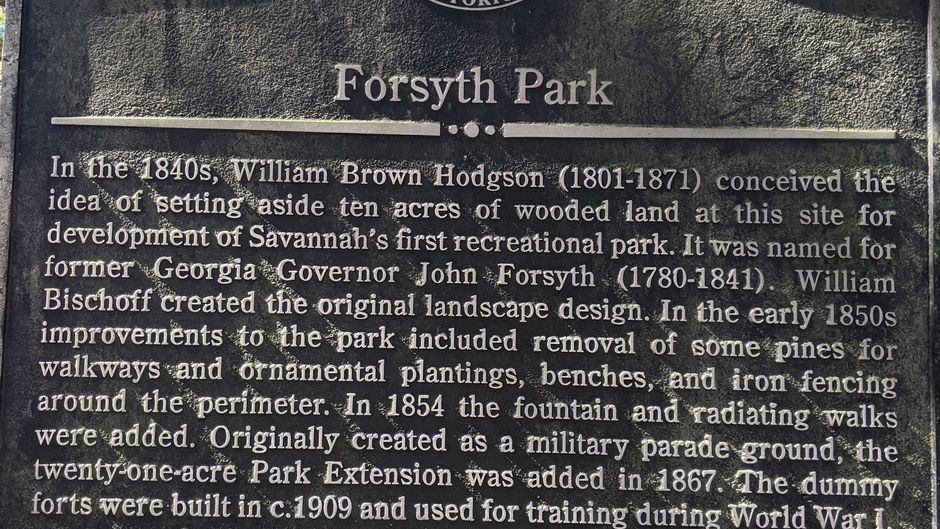 Forsyth Park
In the 1840s, William Brown Hodgson (1801-1871) conceived the
idea of setting aside ten acres of wooded land at this site for
development of Savannah's first recreational park. It was named for
former Georgia Governor John Forsyth (1780-1841). William
Bischoff created the original landscape design. In the early 1850s
improvements to the park included removal of some pines for
walkways and ornamental plantings, benches, and iron fencing
around the perimeter. In 1854 the fountain and radiating walks
were added. Originally created as a military parade ground, the
twenty-one-acre Park Extension was added in 1867. The dummy
forts were built in c.1909 and used for training during World War I.